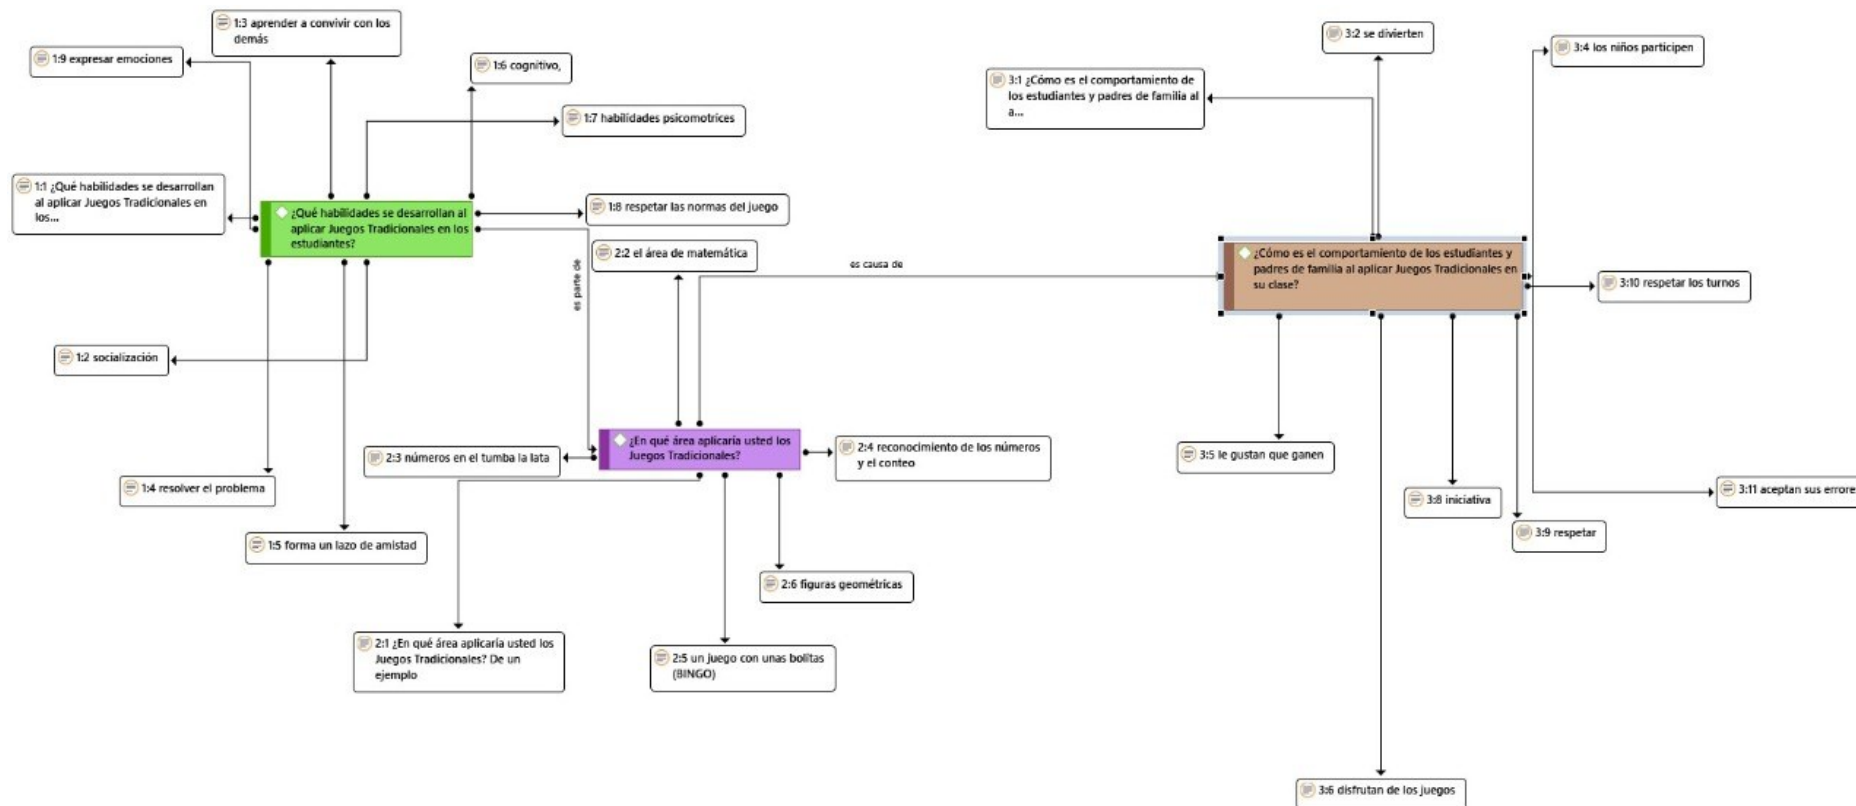 1:3 aprender a convivir con los
demás
1:9 expresar emociones
1:6 cognitivo,
1:7 habilidades psicomotrices
1:1 ¿Qué habilidades se desarrollan
al aplicar Juegos Tradicionales en
los...
¿Qué habilidades se desarrollan al
aplicar Juegos Tradicionales en los
estudiantes?
1:8 respetar las normas del juego
es parte de
1:2 socialización
1:4 resolver el problema
1:5 forma un lazo de amistad
2:2 el área de matemática
es causa de
¿En qué área aplicaría usted los
Juegos Tradicionales?
2:3 números en el tumba la lata
2:4 reconocimiento de los números
y el conteo
2:6 figuras geométricas
2:1 ¿En qué área aplicaría usted los
Juegos Tradicionales? De un
ejemplo
2:5 un juego con unas bolitas
(BINGO)
3:2 se divierten
3:4 los niños participen
3:1 ¿Cómo es el comportamiento de
los estudiantes y padres de familia al
a...
¿Cómo es el comportamiento de los estudiantes y
padres de familia al aplicar Juegos Tradicionales en
su clase?
3:10 respetar los turnos
3:5 le gustan que ganen
3:8 iniciativa
3:11 aceptan sus errore
3:9 respetar
3:6 disfrutan de los juegos